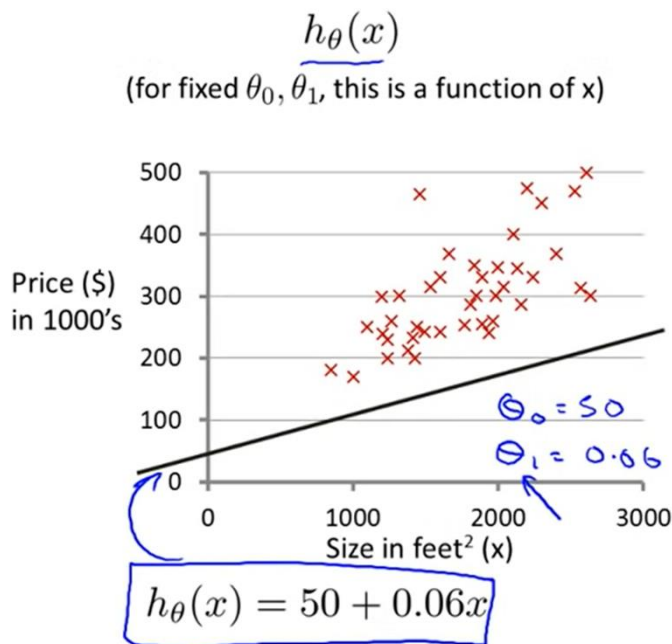 hθ(x)
(for fixed θ₀, θ₁, this is a function of x)
500
400
300
200
100
0
Price ($)
in 1000's
0 1000 2000 3000
Size in feet² (x)
Θ₀ = 50
Θ₁ = 0.06
hθ(x) = 50 + 0.06x